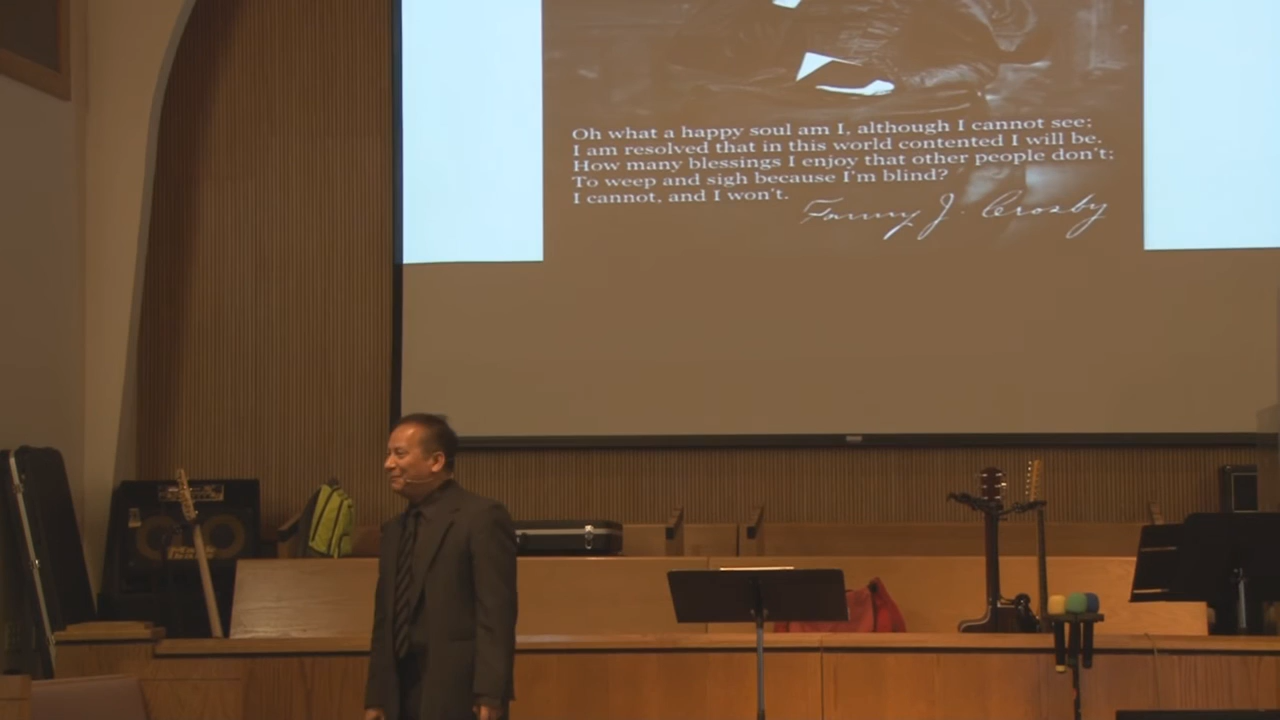 Oh what a happy soul am I, although I cannot see;
I am resolved that in this world contented I will be.
How many blessings I enjoy that other people don't;
To weep and sigh because I'm blind?
I cannot, and I won't.
Fanny J. Crosby